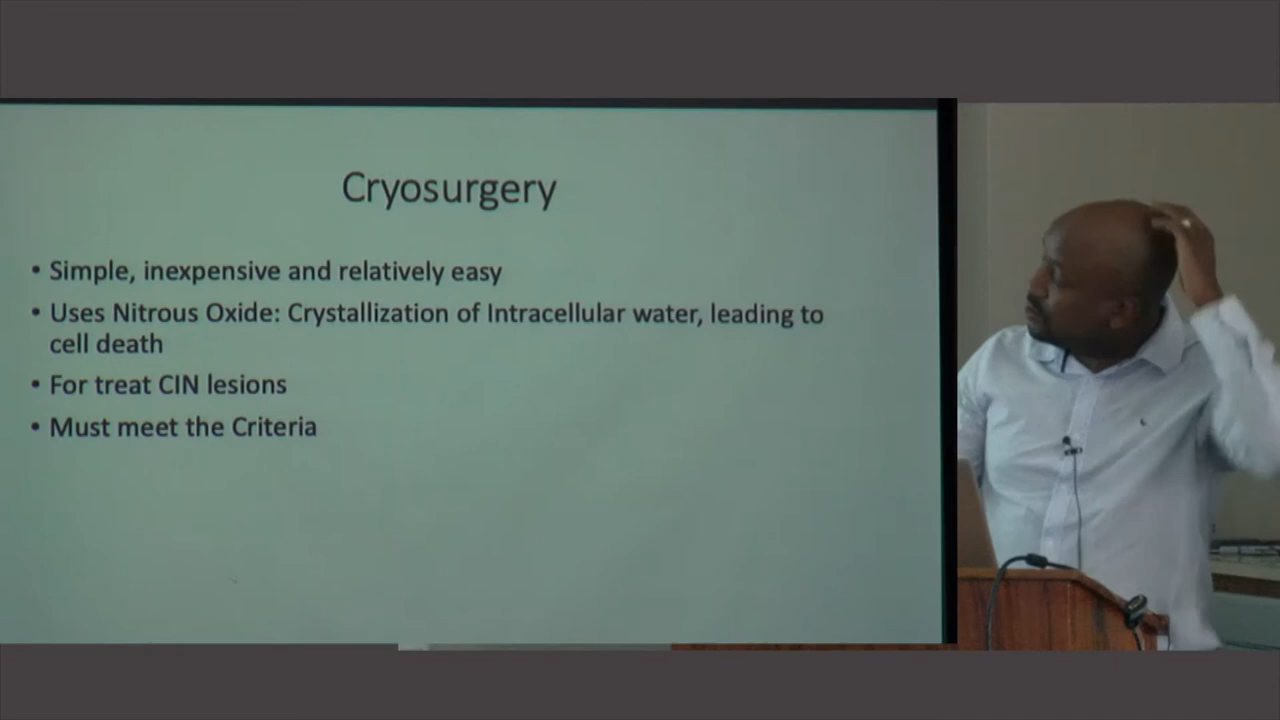 Cryosurgery
• Simple, inexpensive and relatively easy
• Uses Nitrous Oxide: Crystallization of Intracellular water, leading to
cell death
• For treat CIN lesions
• Must meet the Criteria